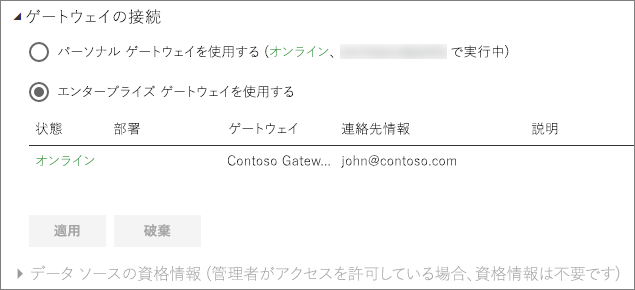 ゲートウェイの接続
パーソナル ゲートウェイを使用する (オンライン、 で実行中)
エンタープライズ ゲートウェイを使用する
状態 部署 ゲートウェイ 連絡先情報 説明
オンライン Contoso Gatew... john@contoso.com
適用 破棄
データ ソースの資格情報 (管理者がアクセスを許可している場合、資格情報は不要です)